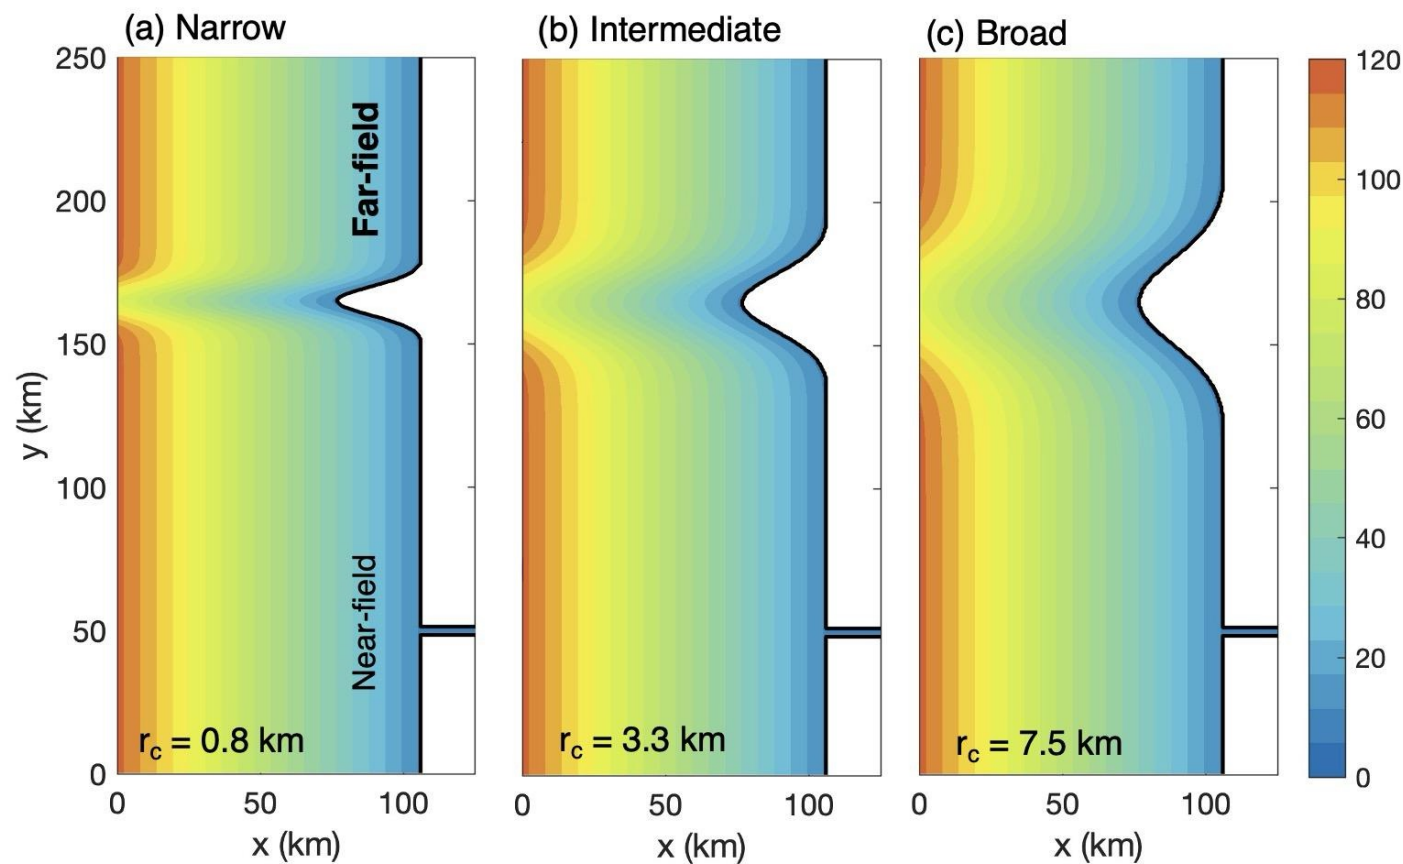 (a) Narrow
(b) Intermediate
(c) Broad
250
200
150
100
50
0
y (km)
Far-field
Near-field
r_c = 0.8 km
r_c = 3.3 km
r_c = 7.5 km
0 50 100
0 50 100
0 50 100
x (km)
x (km)
x (km)
120
100
80
60
40
20
0